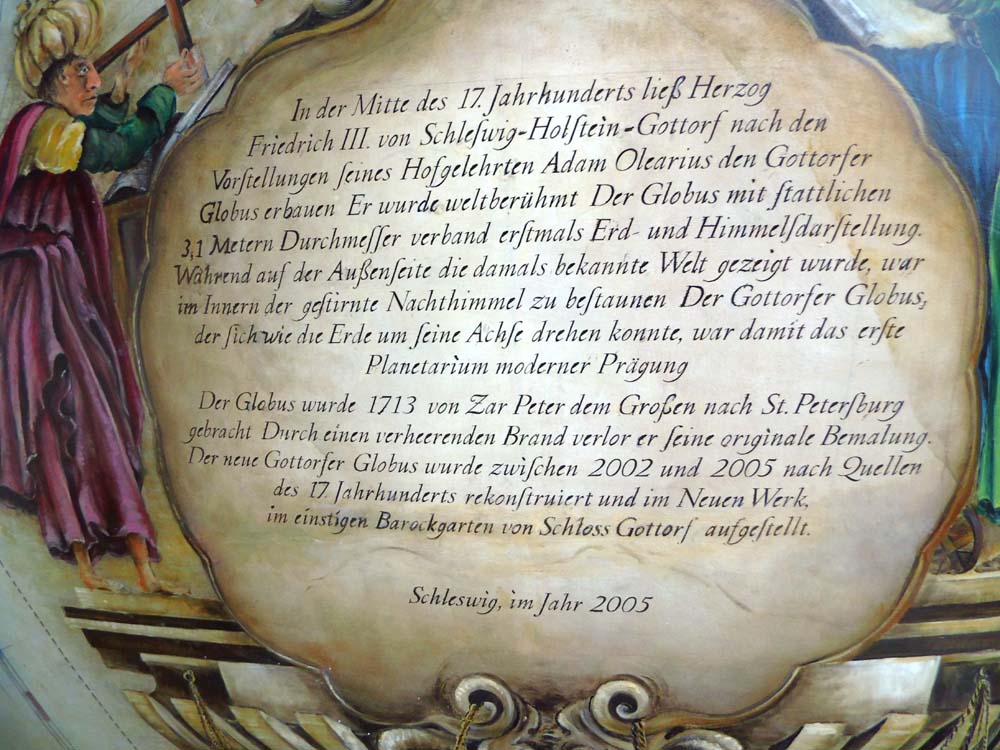 In der Mitte des 17. Jahrhunderts ließ Herzog
Friedrich III. von Schleſwig-Holſtein-Gottorf nach den
Vorſtellungen ſeines Hofgelehrten Adam Olearius den Gottorfer
Globus erbauen Er wurde weltberühmt Der Globus mit ſtattlichen
3,1 Metern Durchmeſſer verband erſtmals Erd- und Himmelſdarſtellung.
Während auf der Außenſeite die damals bekannte Welt gezeigt wurde, war
im Innern der geſtirnte Nachthimmel zu beſtaunen Der Gottorfer Globus,
der ſich wie die Erde um ſeine Achſe drehen konnte, war damit das erſte
Planetarium moderner Prägung
Der Globus wurde 1713 von Zar Peter dem Großen nach St. Peterſburg
gebracht Durch einen verheerenden Brand verlor er ſeine originale Bemalung.
Der neue Gottorfer Globus wurde zwiſchen 2002 und 2005 nach Quellen
des 17. Jahrhunderts rekonſtruiert und im Neuen Werk,
im einstigen Barockgarten von Schloss Gottorf aufgeſtellt.
Schleswig, im Jahr 2005